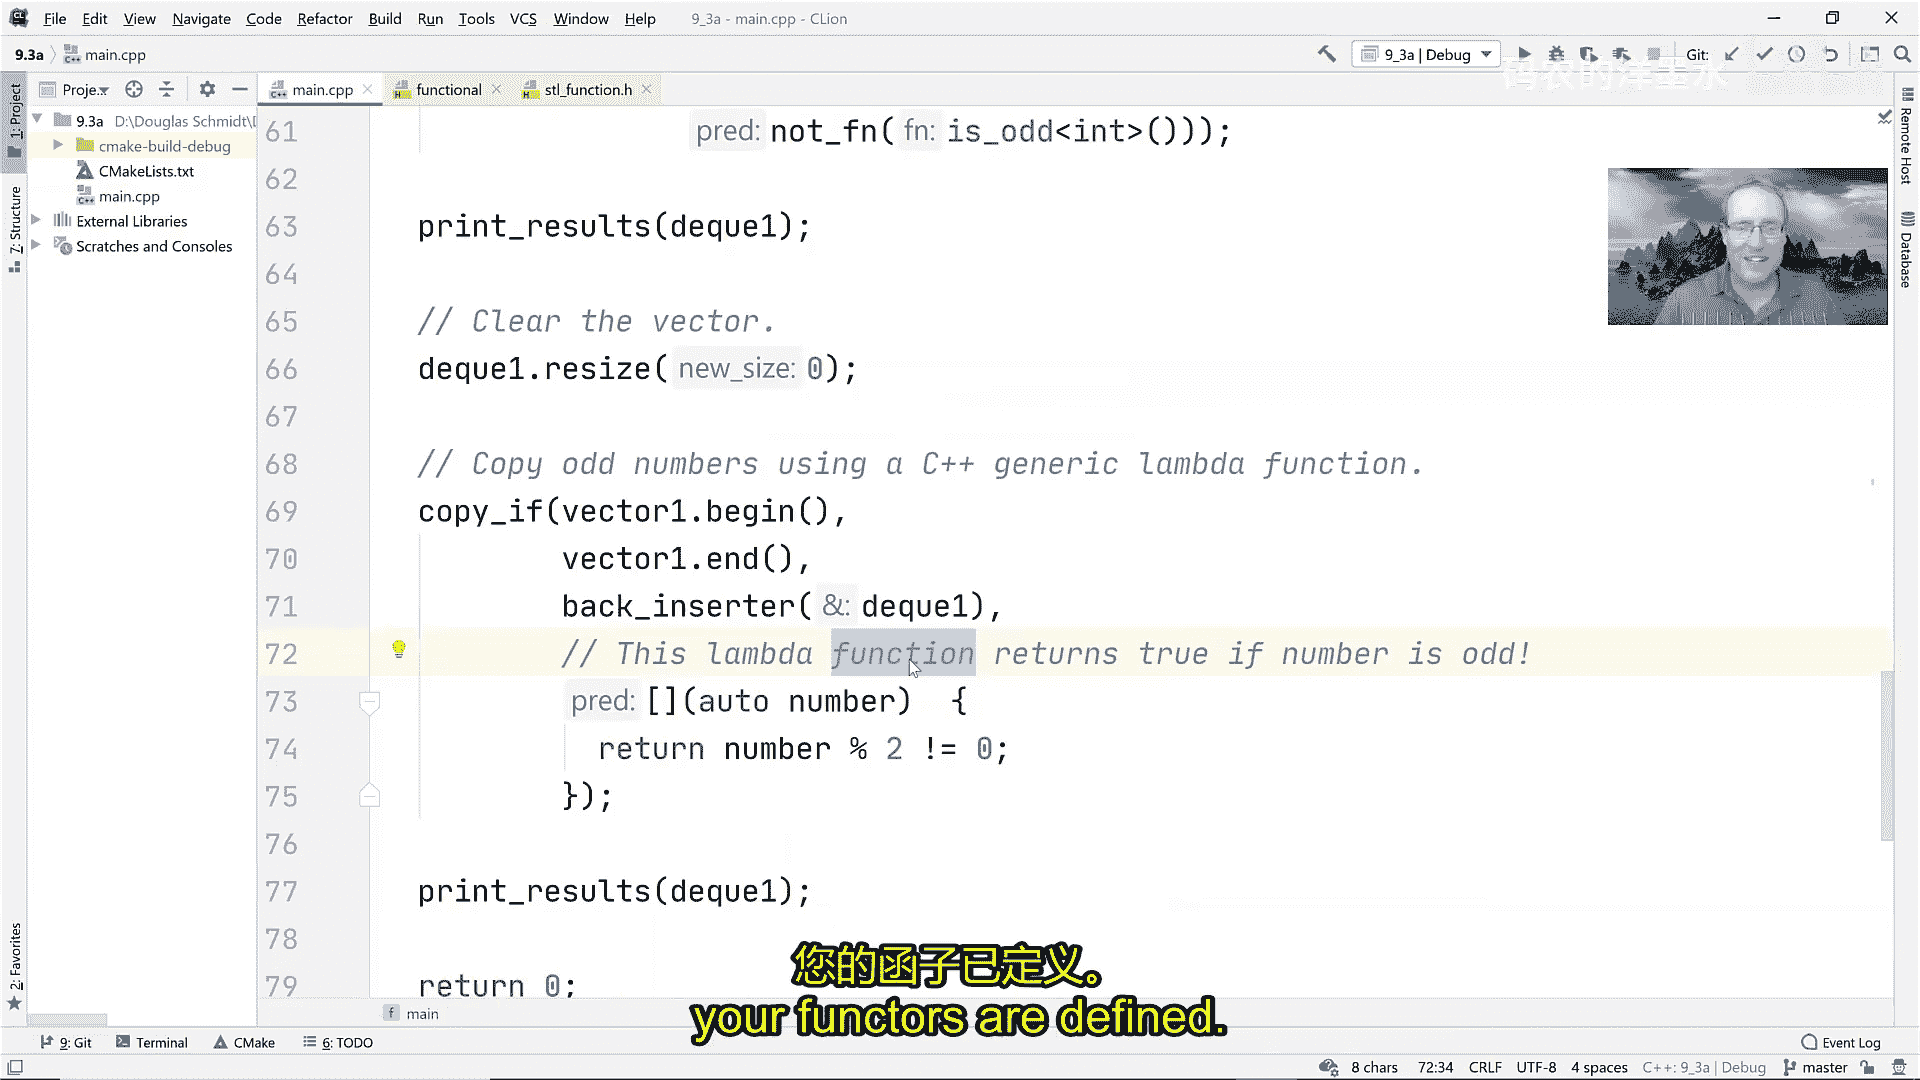 File Edit View Navigate Code Refactor Build Run Tools VCS Window Help 9_3a - main.cpp - CLion
9.3a main.cpp 9_3a | Debug Git:
码农的洋墨水
Proje... main.cpp functional stl_function.h
1: Project
7: Structure
2: Favorites
Remote Host
Database
9.3a D:\Douglas Schmidt\
cmake-build-debug
CMakeLists.txt
main.cpp
External Libraries
Scratches and Consoles
61 pred: not_fn( fn: is_odd<int>()));
62
63 print_results(deque1);
64
65 // Clear the vector.
66 deque1.resize( new_size: 0);
67
68 // Copy odd numbers using a C++ generic lambda function.
69 copy_if(vector1.begin(),
70 vector1.end(),
71 back_inserter( &: deque1),
72 // This lambda function returns true if number is odd!
73 pred: [](auto number) {
74 return number % 2 != 0;
75 });
76
77 print_results(deque1);
78
79 return 0;
您的函子已定义。
your functors are defined.
f main
9: Git Terminal CMake 6: TODO Event Log
8 chars 72:34 CRLF UTF-8 4 spaces C++: 9_3a | Debug master